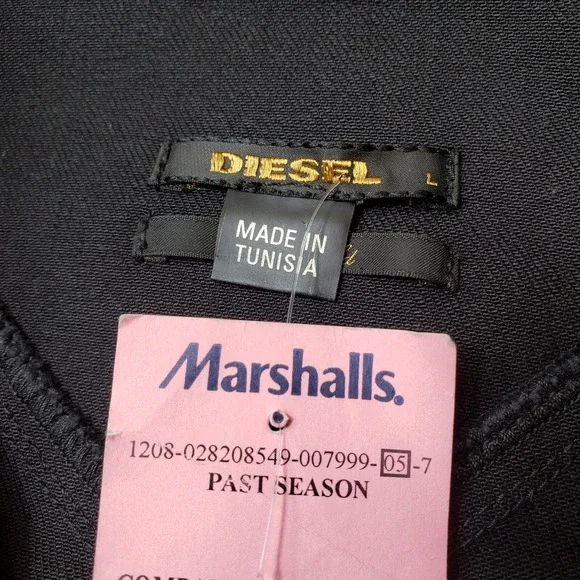 DIESEL L
MADE IN
TUNISIA
Marshalls.
1208-028208549-007999-05-7
PAST SEASON